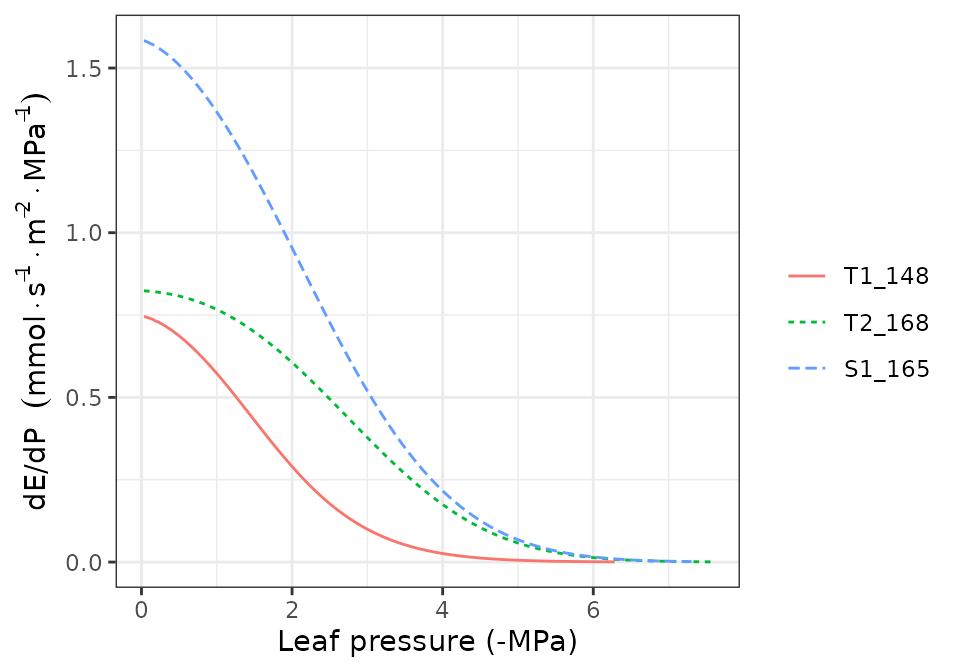 dE/dP (mmol·s⁻¹·m⁻²·MPa⁻¹)
1.5
1.0
0.5
0.0
0 2 4 6
Leaf pressure (-MPa)
T1_148
T2_168
S1_165